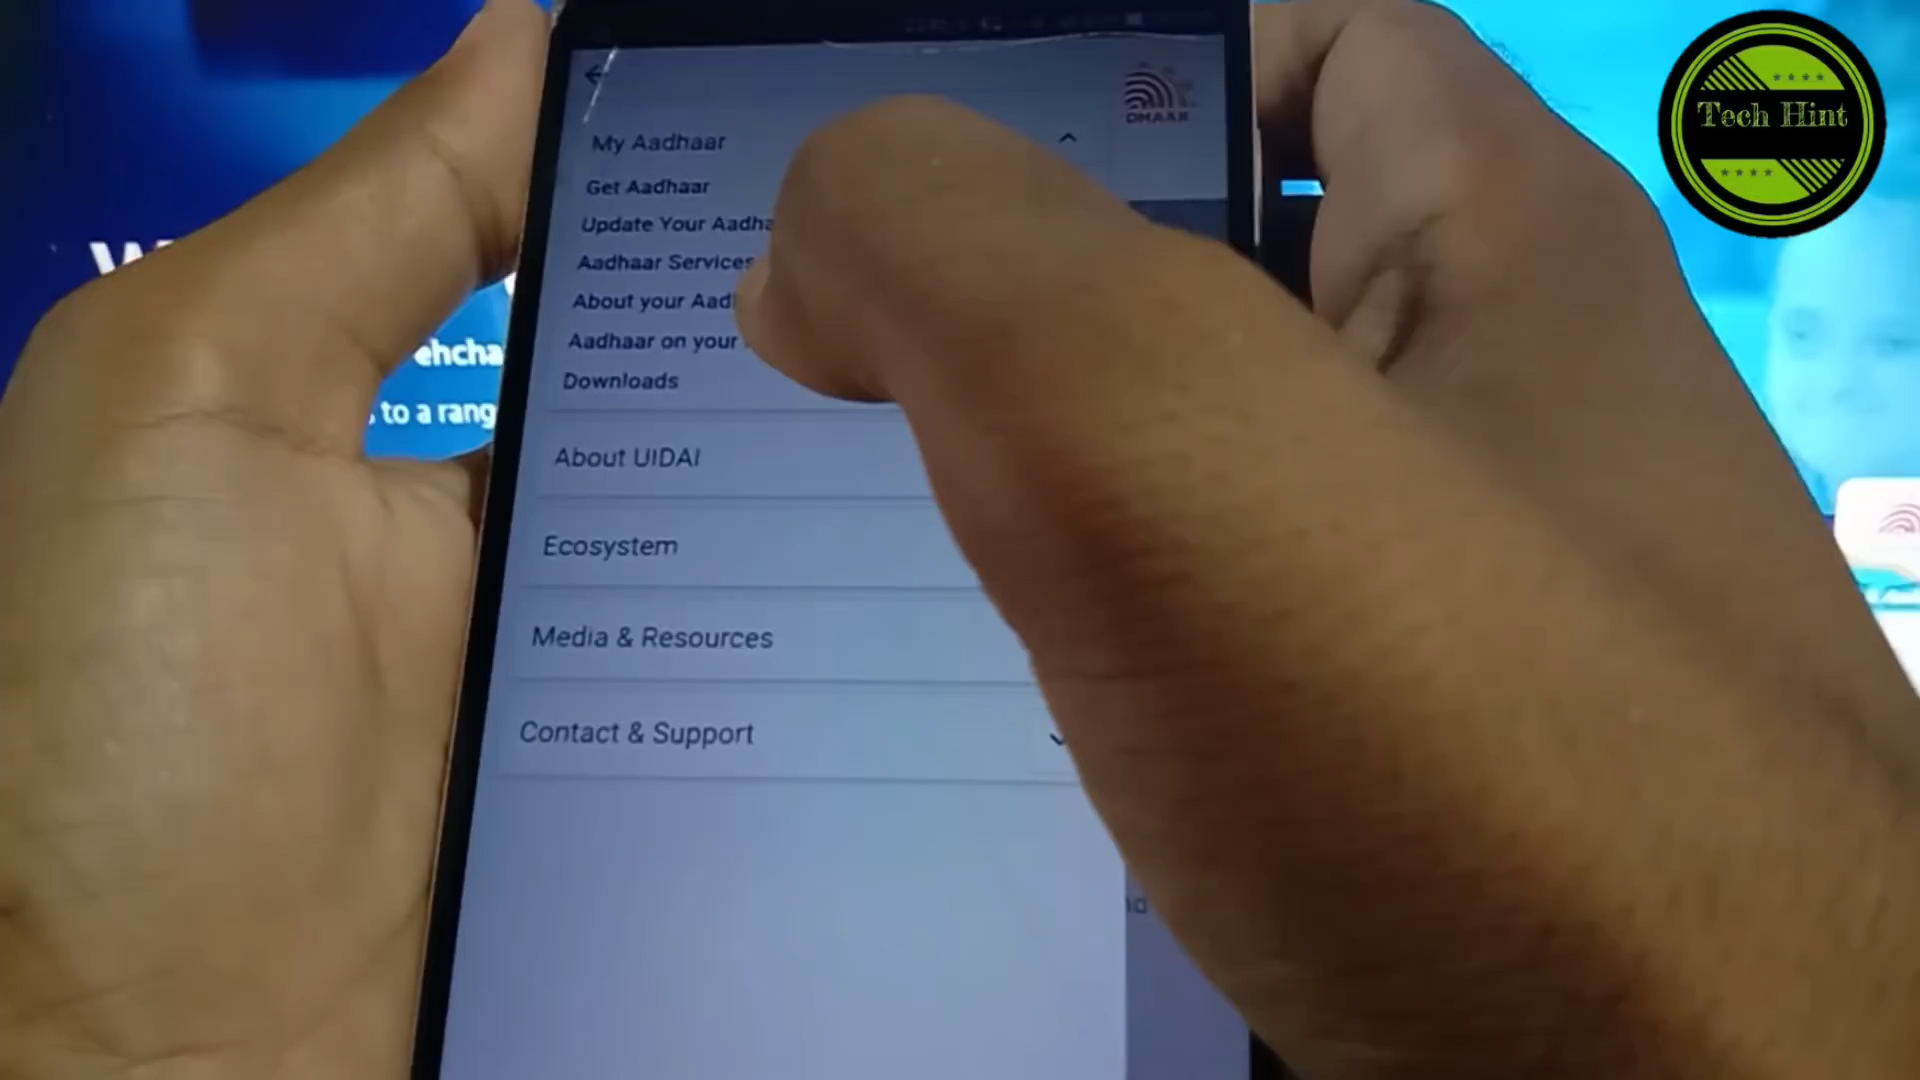 My Aadhaar
Get Aadhaar
Update Your Aadha
Aadhaar Services
About your Aad
Aadhaar on your
Downloads
About UIDAI
Ecosystem
Media & Resources
Contact & Support
Tech Hint
ehcha
to a rang